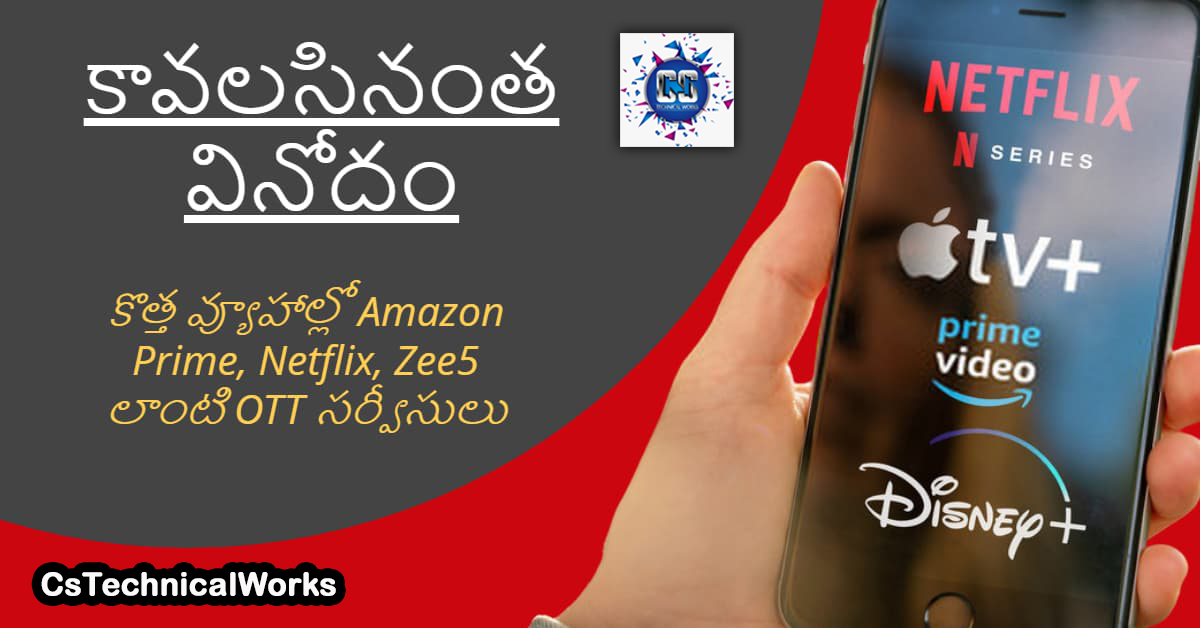 కావలసినంత
వినోదం
కొత్త వ్యూహాల్లో Amazon
Prime, Netflix, Zee5
లాంటి OTT సర్వీసులు
CS
TECHNICAL WORKS
NETFLIX
N SERIES
tv+
prime
video
Disney+
CsTechnicalWorks